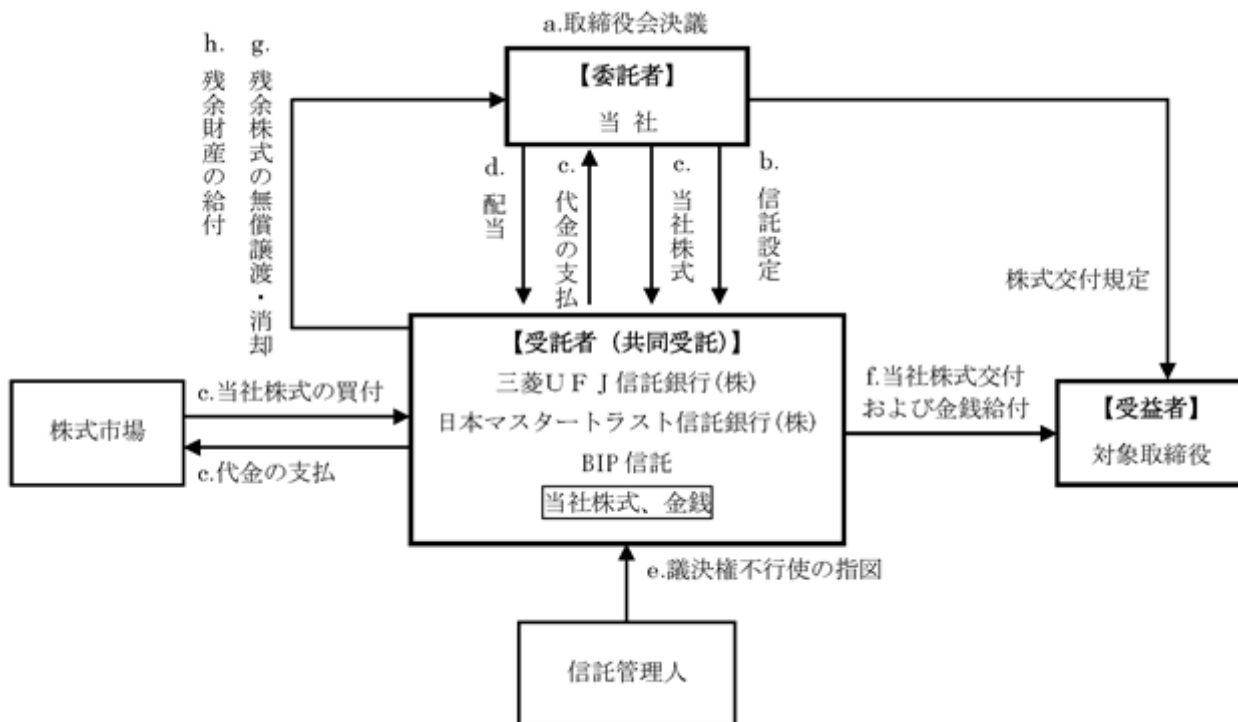 a.取締役会決議
【委託者】
当 社
h. 残余財産の給付
g. 残余株式の無償譲渡・消却
d. 配当
c. 代金の支払
c. 当社株式
b. 信託設定
株式交付規定
【受託者（共同受託）】
三菱ＵＦＪ信託銀行(株)
日本マスタートラスト信託銀行(株)
BIP 信託
当社株式、金銭
株式市場
c.当社株式の買付
c.代金の支払
f.当社株式交付
および金銭給付
【受益者】
対象取締役
e.議決権不行使の指図
信託管理人